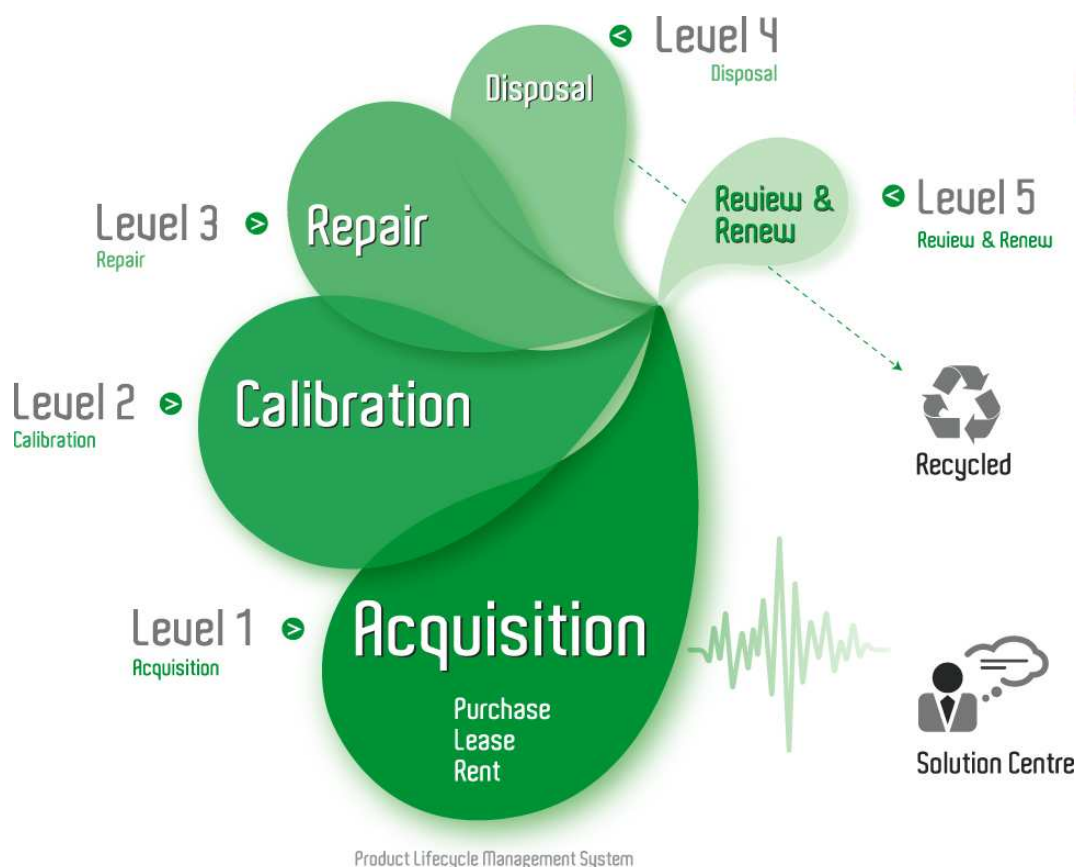 Level 4
Disposal
Disposal
Review &
Renew
Level 5
Review & Renew
Level 3
Repair
Repair
Level 2
Calibration
Calibration
Recycled
Level 1
Acquisition
Acquisition
Purchase
Lease
Rent
Solution Centre
Product Lifecycle Management System